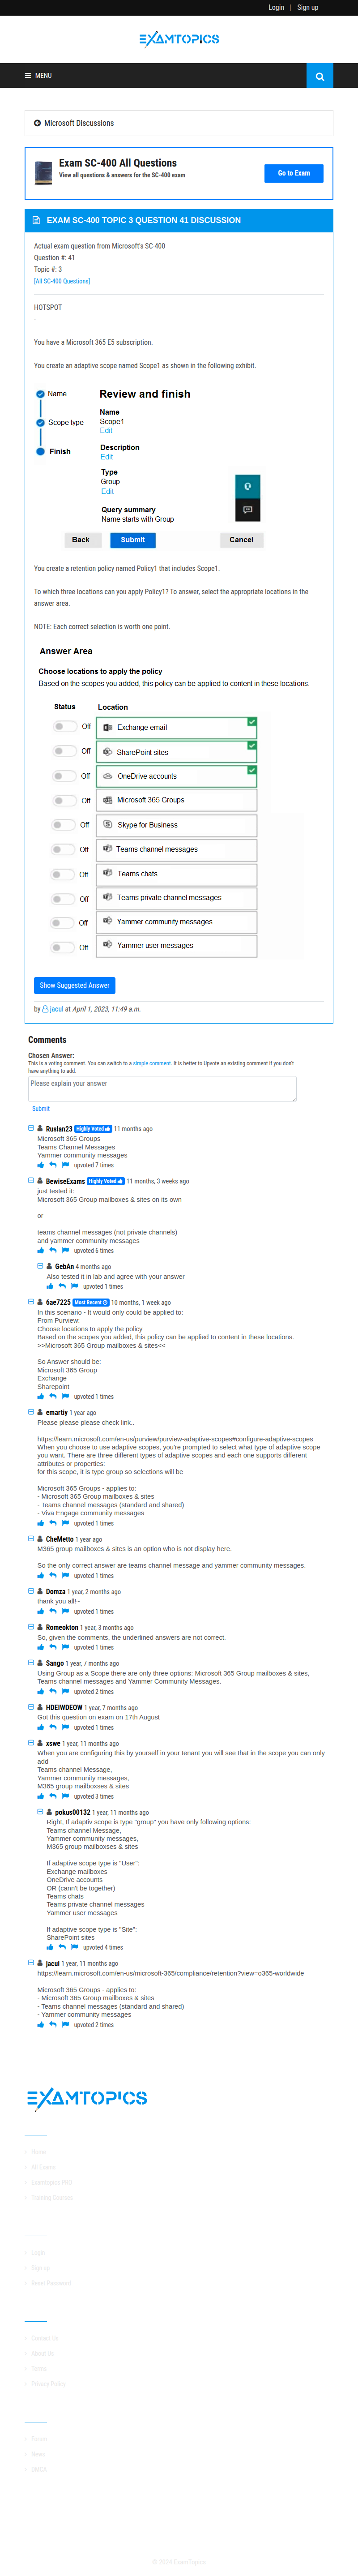 Login | Sign up
EXAMTOPICS
MENU
Microsoft Discussions
Exam SC-400 All Questions
View all questions & answers for the SC-400 exam
Go to Exam
EXAM SC-400 TOPIC 3 QUESTION 41 DISCUSSION
Actual exam question from Microsoft's SC-400
Question #: 41
Topic #: 3
[All SC-400 Questions]
HOTSPOT
-
You have a Microsoft 365 E5 subscription.
You create an adaptive scope named Scope1 as shown in the following exhibit.
Name
Scope type
Finish
Review and finish
Name
Scope1
Edit
Description
Edit
Type
Group
Edit
Query summary
Name starts with Group
Back
Submit
Cancel
You create a retention policy named Policy1 that includes Scope1.
To which three locations can you apply Policy1? To answer, select the appropriate locations in the
answer area.
NOTE: Each correct selection is worth one point.
Answer Area
Choose locations to apply the policy
Based on the scopes you added, this policy can be applied to content in these locations.
Status Location
Off Exchange email
Off SharePoint sites
Off OneDrive accounts
Off Microsoft 365 Groups
Off Skype for Business
Off Teams channel messages
Off Teams chats
Off Teams private channel messages
Off Yammer community messages
Off Yammer user messages
Show Suggested Answer
by jacul at April 1, 2023, 11:49 a.m.
Comments
Chosen Answer:
This is a voting comment. You can switch to a simple comment. It is better to Upvote an existing comment if you don't
have anything to add.
Please explain your answer
Submit
Ruslan23 Highly Voted 11 months ago
Microsoft 365 Groups
Teams Channel Messages
Yammer community messages
upvoted 7 times
BewiseExams Highly Voted 11 months, 3 weeks ago
just tested it:
Microsoft 365 Group mailboxes & sites on its own
or
teams channel messages (not private channels)
and yammer community messages
upvoted 6 times
GebAn 4 months ago
Also tested it in lab and agree with your answer
upvoted 1 times
6ae7225 Most Recent 10 months, 1 week ago
In this scenario - It would only could be applied to:
From Purview:
Choose locations to apply the policy
Based on the scopes you added, this policy can be applied to content in these locations.
>>Microsoft 365 Group mailboxes & sites<<
So Answer should be:
Microsoft 365 Group
Exchange
Sharepoint
upvoted 1 times
emartiy 1 year ago
Please please please check link..
https://learn.microsoft.com/en-us/purview/purview-adaptive-scopes#configure-adaptive-scopes
When you choose to use adaptive scopes, you're prompted to select what type of adaptive scope
you want. There are three different types of adaptive scopes and each one supports different
attributes or properties:
for this scope, it is type group so selections will be
Microsoft 365 Groups - applies to:
- Microsoft 365 Group mailboxes & sites
- Teams channel messages (standard and shared)
- Viva Engage community messages
upvoted 1 times
CheMetto 1 year ago
M365 group mailboxes & sites is an option who is not display here.
So the only correct answer are teams channel message and yammer community messages.
upvoted 1 times
Domza 1 year, 2 months ago
thank you all!~
upvoted 1 times
Romeokton 1 year, 3 months ago
So, given the comments, the underlined answers are not correct.
upvoted 1 times
Sango 1 year, 7 months ago
Using Group as a Scope there are only three options: Microsoft 365 Group mailboxes & sites,
Teams channel messages and Yammer Community Messages.
upvoted 2 times
HDEIWDEOW 1 year, 7 months ago
Got this question on exam on 17th August
upvoted 1 times
xswe 1 year, 11 months ago
When you are configuring this by yourself in your tenant you will see that in the scope you can only
add
Teams channel Message,
Yammer community messages,
M365 group mailboxses & sites
upvoted 3 times
pokus00132 1 year, 11 months ago
Right, If adaptiv scope is type "group" you have only following options:
Teams channel Message,
Yammer community messages,
M365 group mailboxses & sites
If adaptive scope type is "User":
Exchange mailboxes
OneDrive accounts
OR (cann't be together)
Teams chats
Teams private channel messages
Yammer user messages
If adaptive scope type is "Site":
SharePoint sites
upvoted 4 times
jacul 1 year, 11 months ago
https://learn.microsoft.com/en-us/microsoft-365/compliance/retention?view=o365-worldwide
Microsoft 365 Groups - applies to:
- Microsoft 365 Group mailboxes & sites
- Teams channel messages (standard and shared)
- Yammer community messages
upvoted 2 times
EXAMTOPICS
Home
All Exams
Training Courses
Login
Sign up
Reset Password
Contact Us
About Us
Terms
Privacy Policy
Forum
News
DMCA